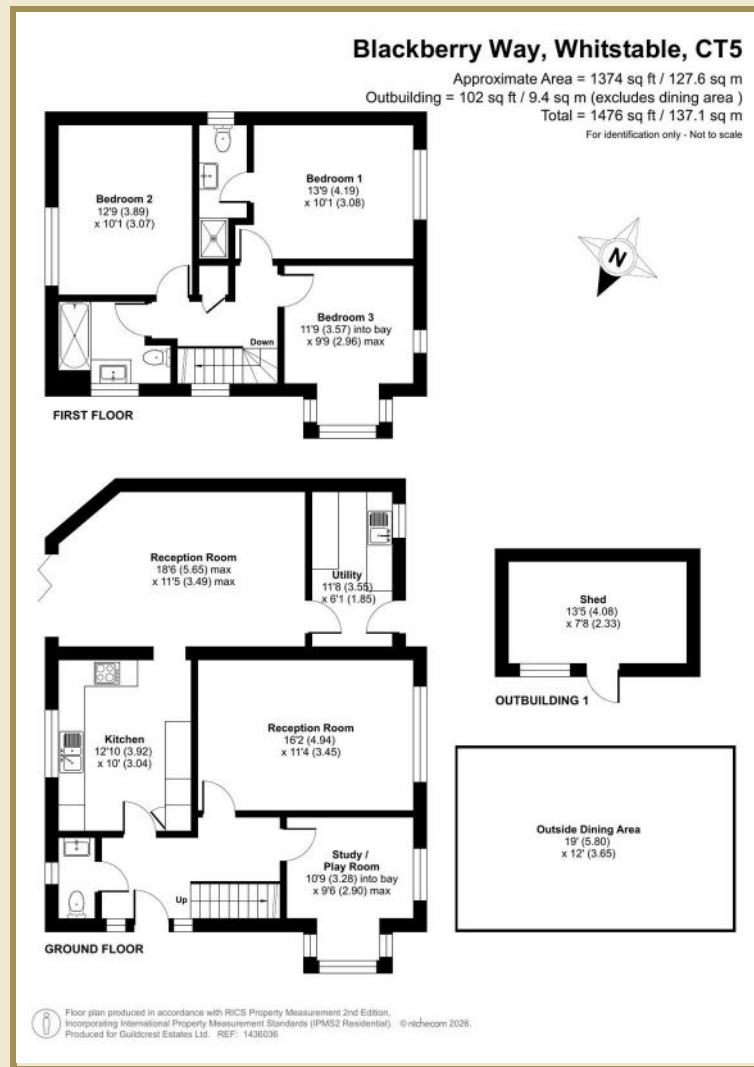 Blackberry Way, Whitstable, CT5
Approximate Area = 1374 sq ft / 127.6 sq m
Outbuilding = 102 sq ft / 9.4 sq m (excludes dining area )
Total = 1476 sq ft / 137.1 sq m
For identification only - Not to scale
Bedroom 2
12'9 (3.89)
x 10'1 (3.07)
Bedroom 1
13'9 (4.19)
x 10'1 (3.08)
N
Bedroom 3
11'9 (3.57) into bay
x 9'9 (2.96) max
Down
FIRST FLOOR
Reception Room
18'6 (5.65) max
x 11'5 (3.49) max
Utility
11'8 (3.55)
x 6'1 (1.85)
Shed
13'5 (4.08)
x 7'8 (2.33)
OUTBUILDING 1
Kitchen
12'10 (3.92)
x 10' (3.04)
Reception Room
16'2 (4.94)
x 11'4 (3.45)
Outside Dining Area
19' (5.80)
x 12' (3.65)
Study /
Play Room
10'9 (3.28) into bay
x 9'6 (2.90) max
Up
GROUND FLOOR
Floor plan produced in accordance with RICS Property Measurement 2nd Edition,
Incorporating International Property Measurement Standards (IPMS2 Residential). © nichecom 2026.
Produced for Guildcrest Estates Ltd. REF: 1436036